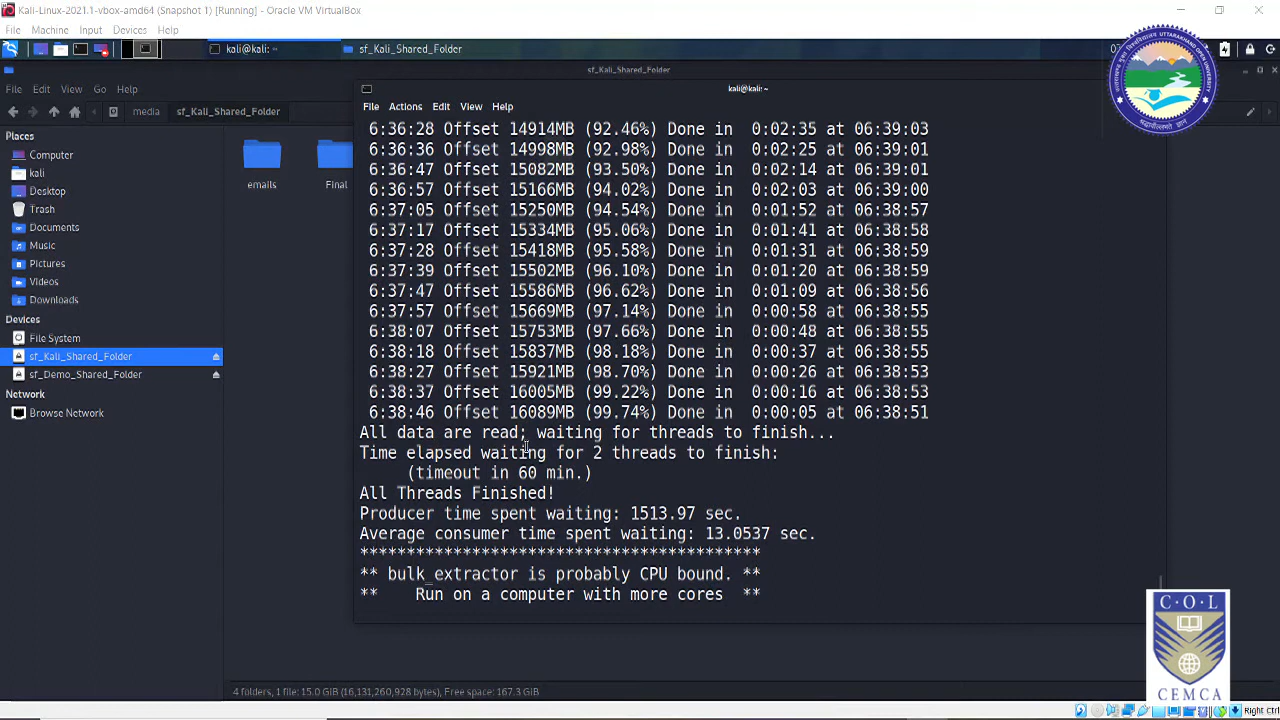 Kali-Linux-2021.1-vbox-amd64 (Snapshot 1) [Running] - Oracle VM VirtualBox
File Machine Input Devices Help
kali@kali: ~
sf_Kali_Shared_Folder
sf_Kali_Shared_Folder
File Edit View Go Help
media
sf_Kali_Shared_Folder
Places
Computer
kali
Desktop
Trash
Documents
Music
Pictures
Videos
Downloads
Devices
File System
sf_Kali_Shared_Folder
sf_Demo_Shared_Folder
Network
Browse Network
emails
Final
kali@kali: ~
File Actions Edit View Help
6:36:28 Offset 14914MB (92.46%) Done in 0:02:35 at 06:39:03
6:36:36 Offset 14998MB (92.98%) Done in 0:02:25 at 06:39:01
6:36:47 Offset 15082MB (93.50%) Done in 0:02:14 at 06:39:01
6:36:57 Offset 15166MB (94.02%) Done in 0:02:03 at 06:39:00
6:37:05 Offset 15250MB (94.54%) Done in 0:01:52 at 06:38:57
6:37:17 Offset 15334MB (95.06%) Done in 0:01:41 at 06:38:58
6:37:28 Offset 15418MB (95.58%) Done in 0:01:31 at 06:38:59
6:37:39 Offset 15502MB (96.10%) Done in 0:01:20 at 06:38:59
6:37:47 Offset 15586MB (96.62%) Done in 0:01:09 at 06:38:56
6:37:57 Offset 15669MB (97.14%) Done in 0:00:58 at 06:38:55
6:38:07 Offset 15753MB (97.66%) Done in 0:00:48 at 06:38:55
6:38:18 Offset 15837MB (98.18%) Done in 0:00:37 at 06:38:55
6:38:27 Offset 15921MB (98.70%) Done in 0:00:26 at 06:38:53
6:38:37 Offset 16005MB (99.22%) Done in 0:00:16 at 06:38:53
6:38:46 Offset 16089MB (99.74%) Done in 0:00:05 at 06:38:51
All data are read; waiting for threads to finish...
Time elapsed waiting for 2 threads to finish:
(timeout in 60 min.)
All Threads Finished!
Producer time spent waiting: 1513.97 sec.
Average consumer time spent waiting: 13.0537 sec.
*******************************************
** bulk_extractor is probably CPU bound. **
** Run on a computer with more cores **
4 folders, 1 file: 15.0 GiB (16,131,260,928 bytes), Free space: 167.3 GiB
UTTARAKHAND OPEN UNIVERSITY
C·O·L
CEMCA
Right Ctrl